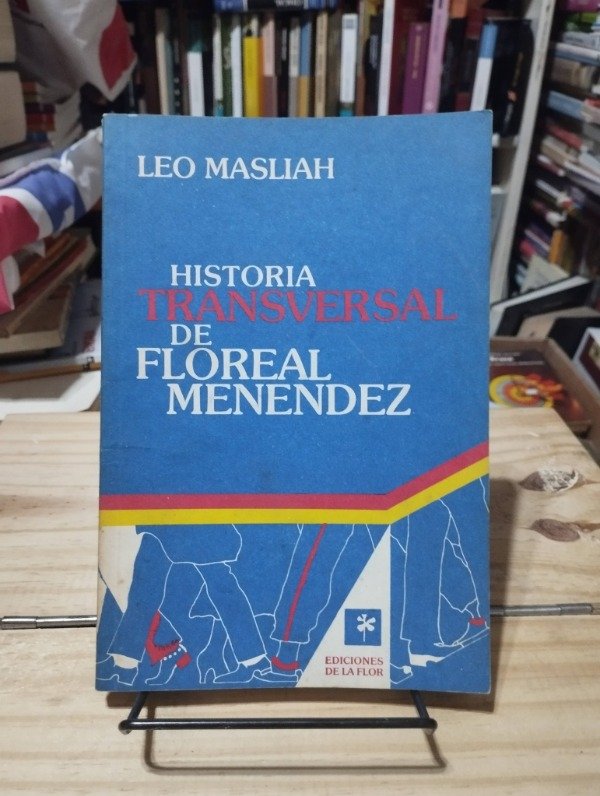 LEO MASLIAH
HISTORIA
TRANSVERSAL
DE
FLOREAL
MENENDEZ
EDICIONES
DE LA FLOR